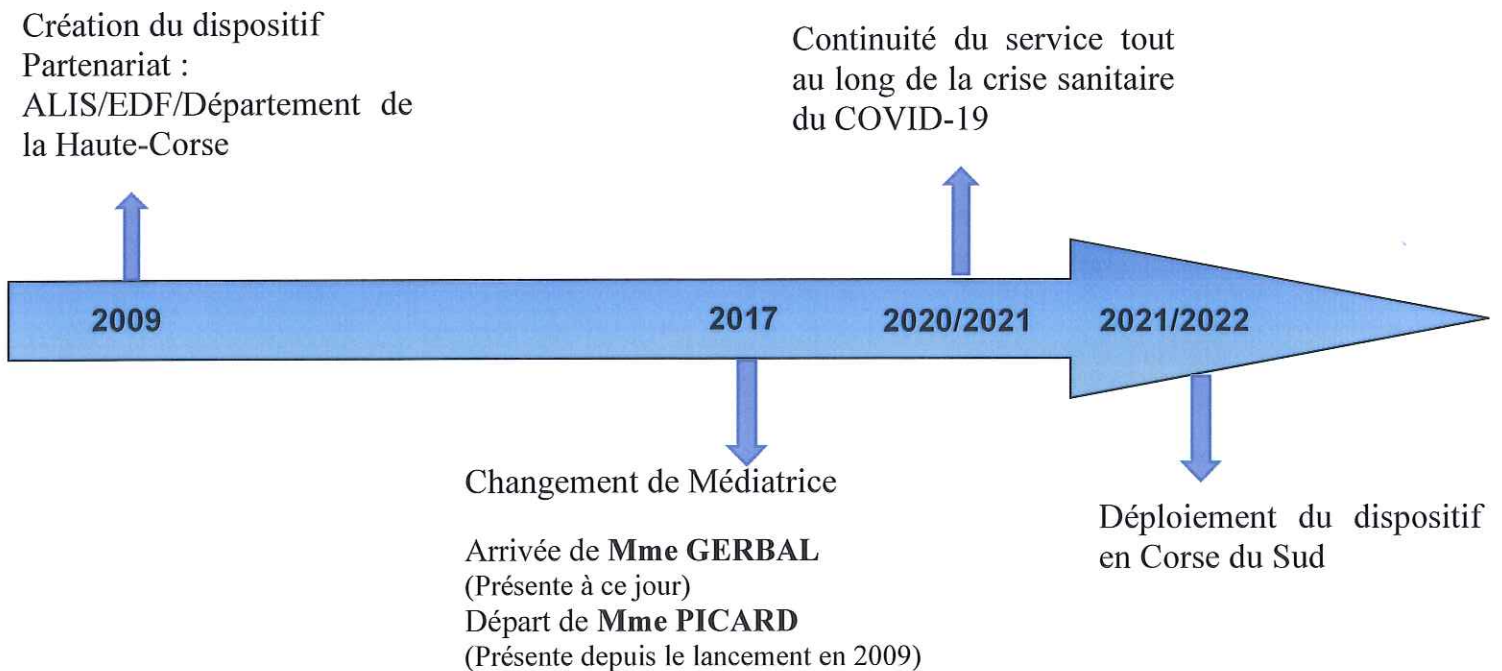 Création du dispositif
Partenariat :
ALIS/EDF/Département de
la Haute-Corse
Continuité du service tout
au long de la crise sanitaire
du COVID-19
2009
2017
2020/2021
2021/2022
Changement de Médiatrice
Arrivée de Mme GERBAL
(Présente à ce jour)
Départ de Mme PICARD
(Présente depuis le lancement en 2009)
Déploiement du dispositif
en Corse du Sud